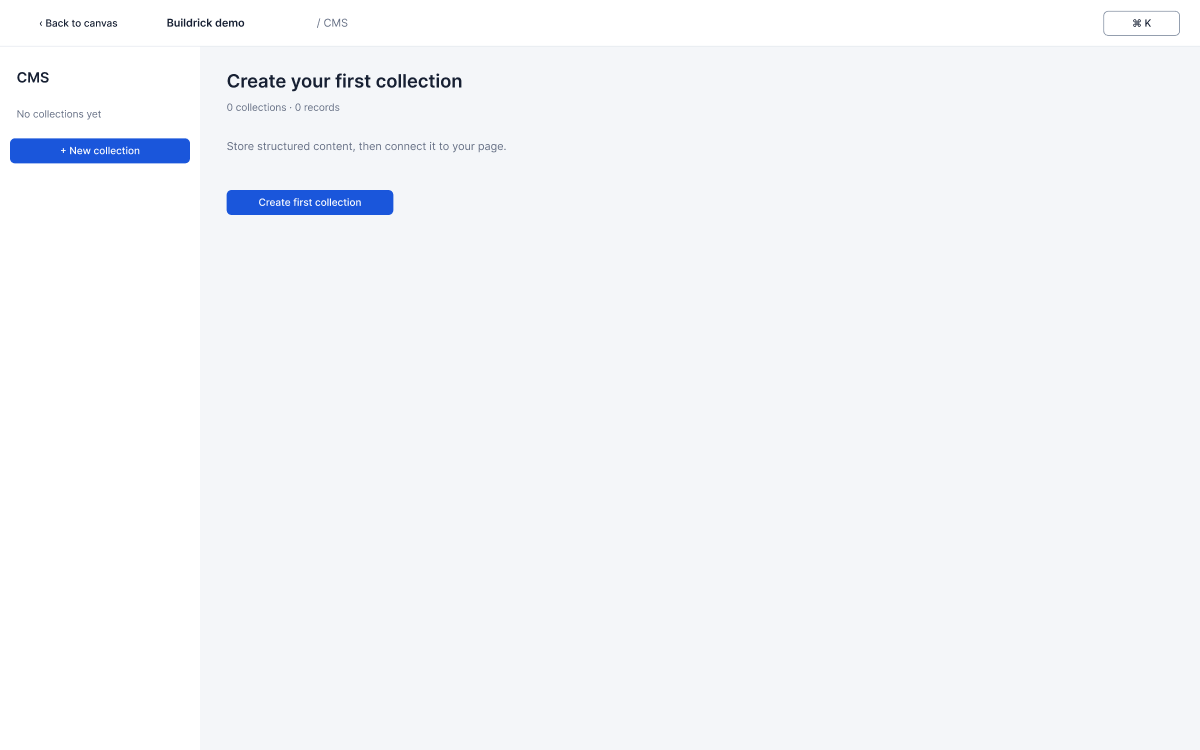 ‹ Back to canvas
Buildrick demo
/ CMS
⌘ K
CMS
No collections yet
+ New collection
Create your first collection
0 collections · 0 records
Store structured content, then connect it to your page.
Create first collection